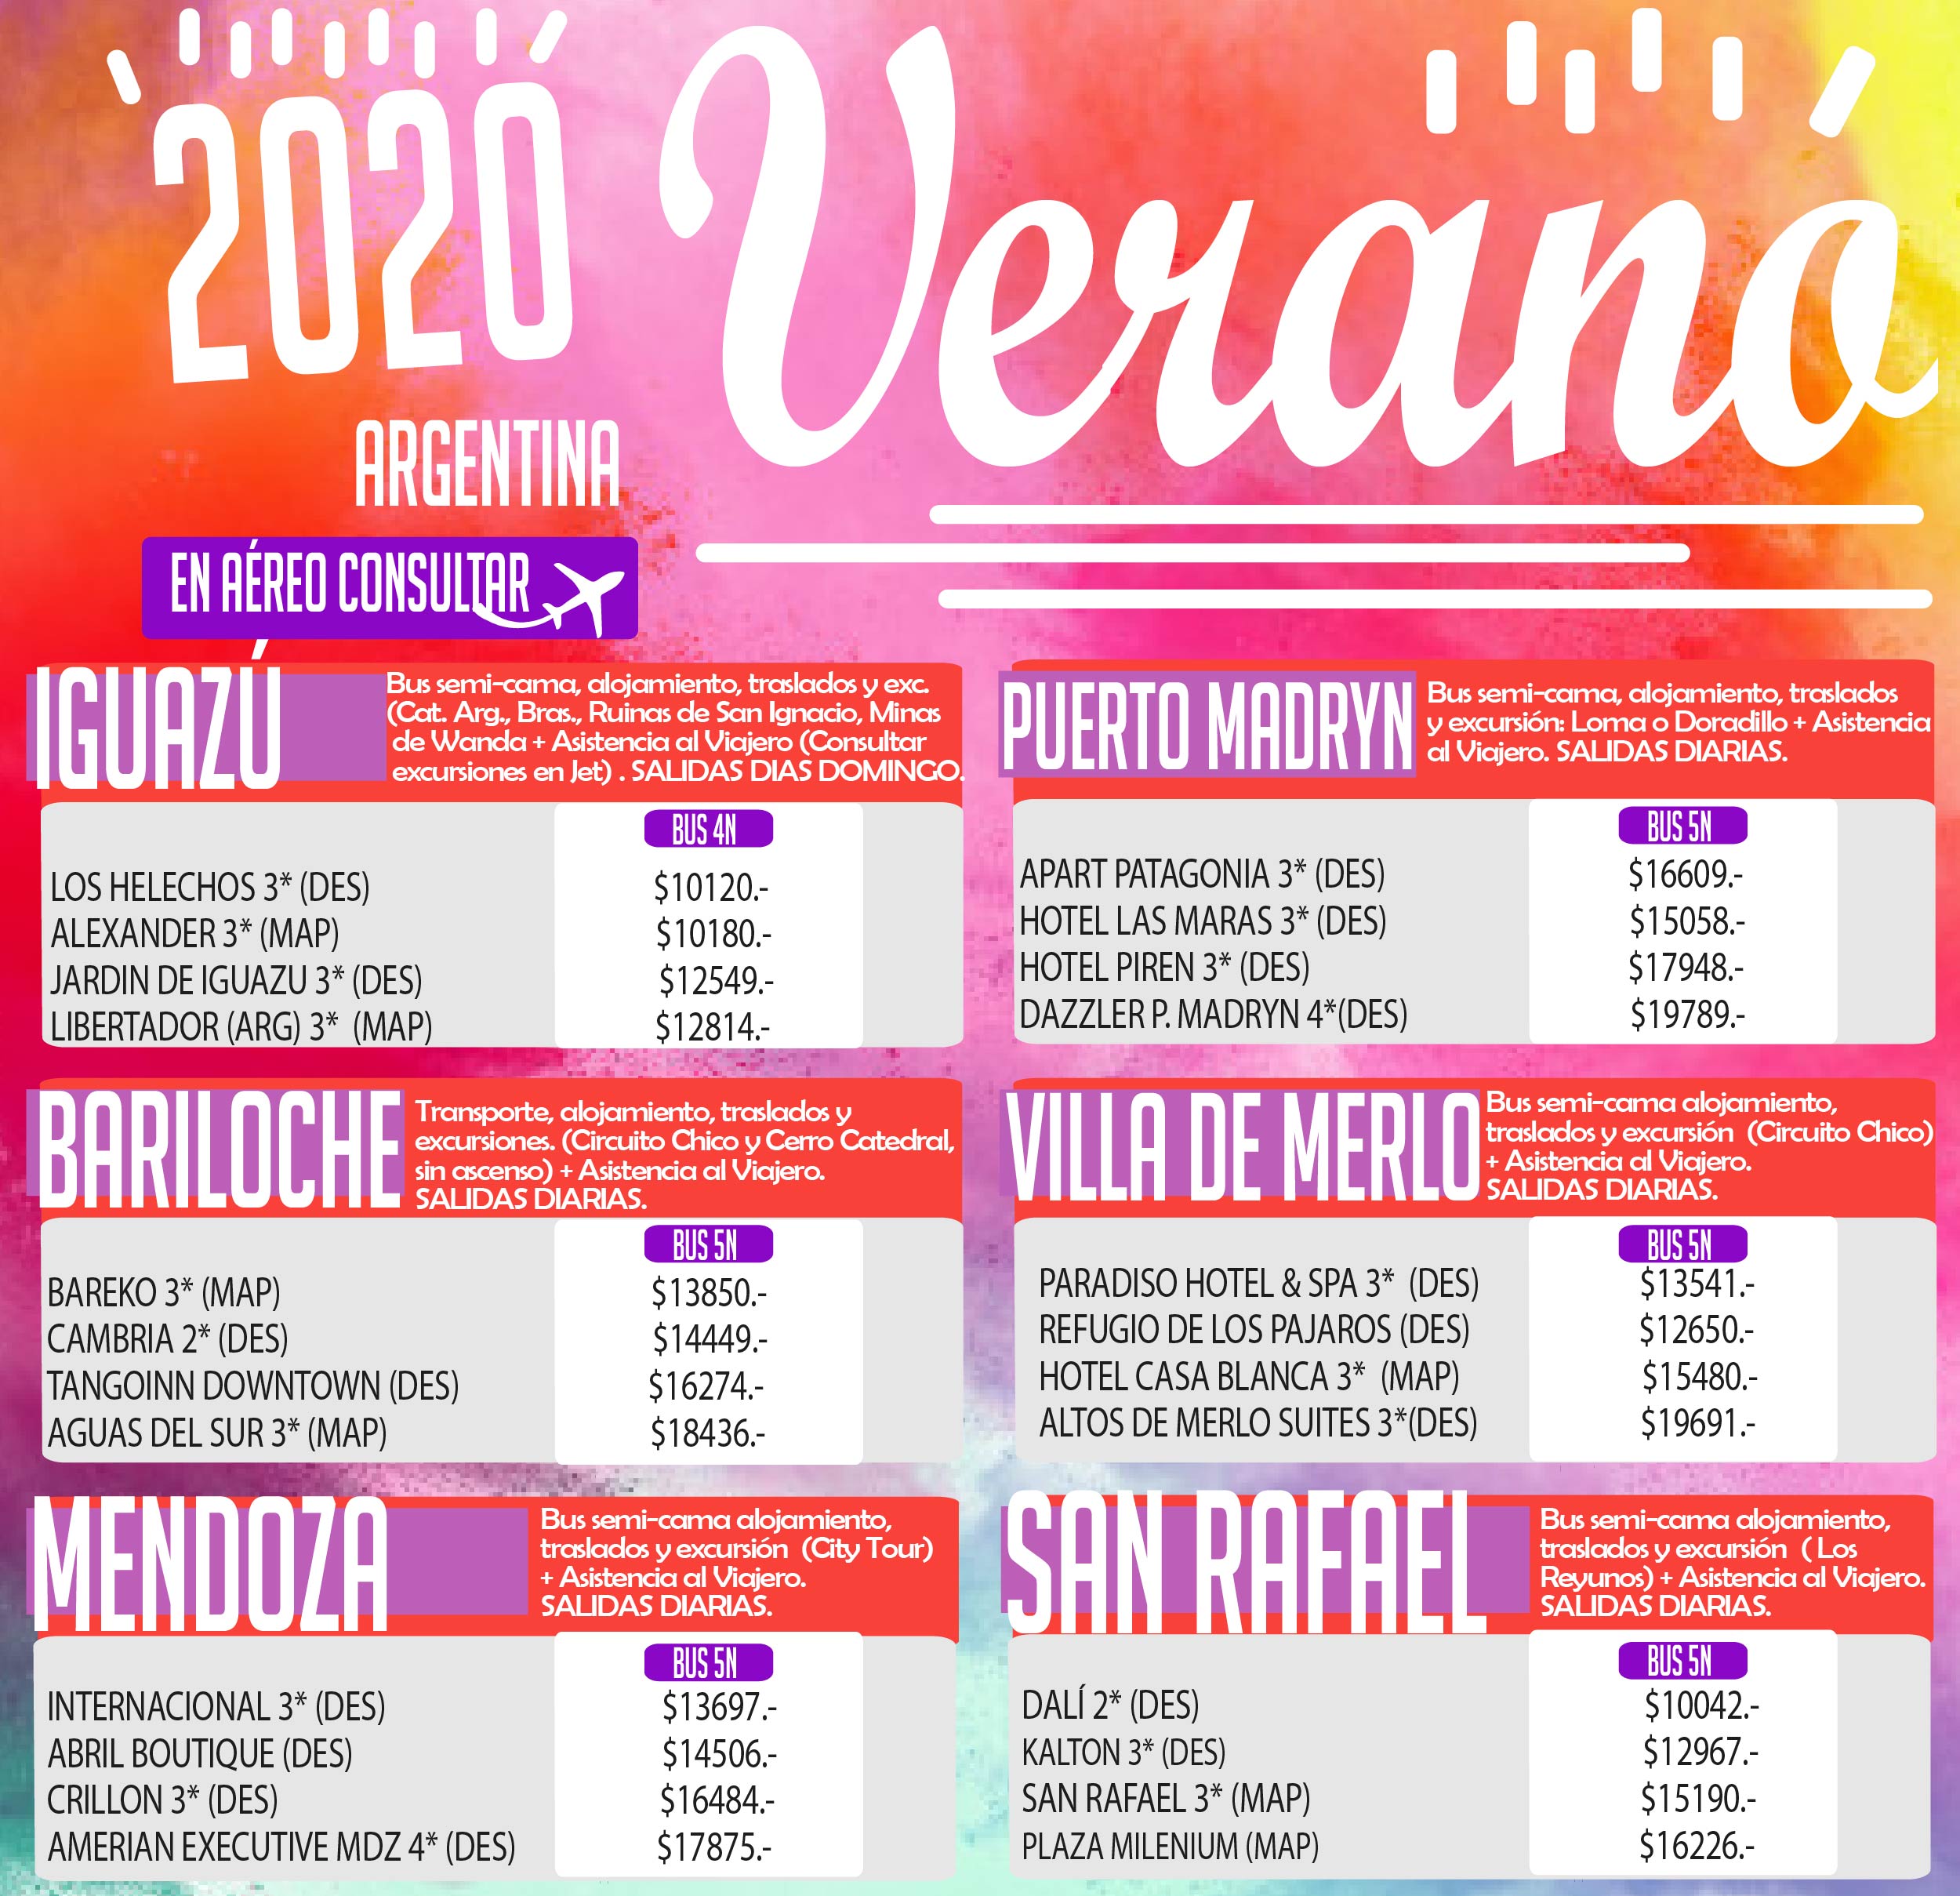 2020 Verano
ARGENTINA
EN AÉREO CONSULTAR
IGUAZÚ
Bus semi-cama, alojamiento, traslados y exc.
(Cat. Arg., Bras., Ruinas de San Ignacio, Minas
de Wanda + Asistencia al Viajero (Consultar
excursiones en Jet) . SALIDAS DIAS DOMINGO.
BUS 4N
LOS HELECHOS 3* (DES) $10120.-
ALEXANDER 3* (MAP) $10180.-
JARDIN DE IGUAZU 3* (DES) $12549.-
LIBERTADOR (ARG) 3* (MAP) $12814.-
PUERTO MADRYN
Bus semi-cama, alojamiento, traslados
y excursión: Loma o Doradillo + Asistencia
al Viajero. SALIDAS DIARIAS.
BUS 5N
APART PATAGONIA 3* (DES) $16609.-
HOTEL LAS MARAS 3* (DES) $15058.-
HOTEL PIREN 3* (DES) $17948.-
DAZZLER P. MADRYN 4*(DES) $19789.-
BARILOCHE
Transporte, alojamiento, traslados y
excursiones. (Circuito Chico y Cerro Catedral,
sin ascenso) + Asistencia al Viajero.
SALIDAS DIARIAS.
BUS 5N
BAREKO 3* (MAP) $13850.-
CAMBRIA 2* (DES) $14449.-
TANGOINN DOWNTOWN (DES) $16274.-
AGUAS DEL SUR 3* (MAP) $18436.-
VILLA DE MERLO
Bus semi-cama alojamiento,
traslados y excursión (Circuito Chico)
+ Asistencia al Viajero.
SALIDAS DIARIAS.
BUS 5N
PARADISO HOTEL & SPA 3* (DES) $13541.-
REFUGIO DE LOS PAJAROS (DES) $12650.-
HOTEL CASA BLANCA 3* (MAP) $15480.-
ALTOS DE MERLO SUITES 3*(DES) $19691.-
MENDOZA
Bus semi-cama alojamiento,
traslados y excursión (City Tour)
+ Asistencia al Viajero.
SALIDAS DIARIAS.
BUS 5N
INTERNACIONAL 3* (DES) $13697.-
ABRIL BOUTIQUE (DES) $14506.-
CRILLON 3* (DES) $16484.-
AMERIAN EXECUTIVE MDZ 4* (DES) $17875.-
SAN RAFAEL
Bus semi-cama alojamiento,
traslados y excursión ( Los
Reyunos) + Asistencia al Viajero.
SALIDAS DIARIAS.
BUS 5N
DALÍ 2* (DES) $10042.-
KALTON 3* (DES) $12967.-
SAN RAFAEL 3* (MAP) $15190.-
PLAZA MILENIUM (MAP) $16226.-